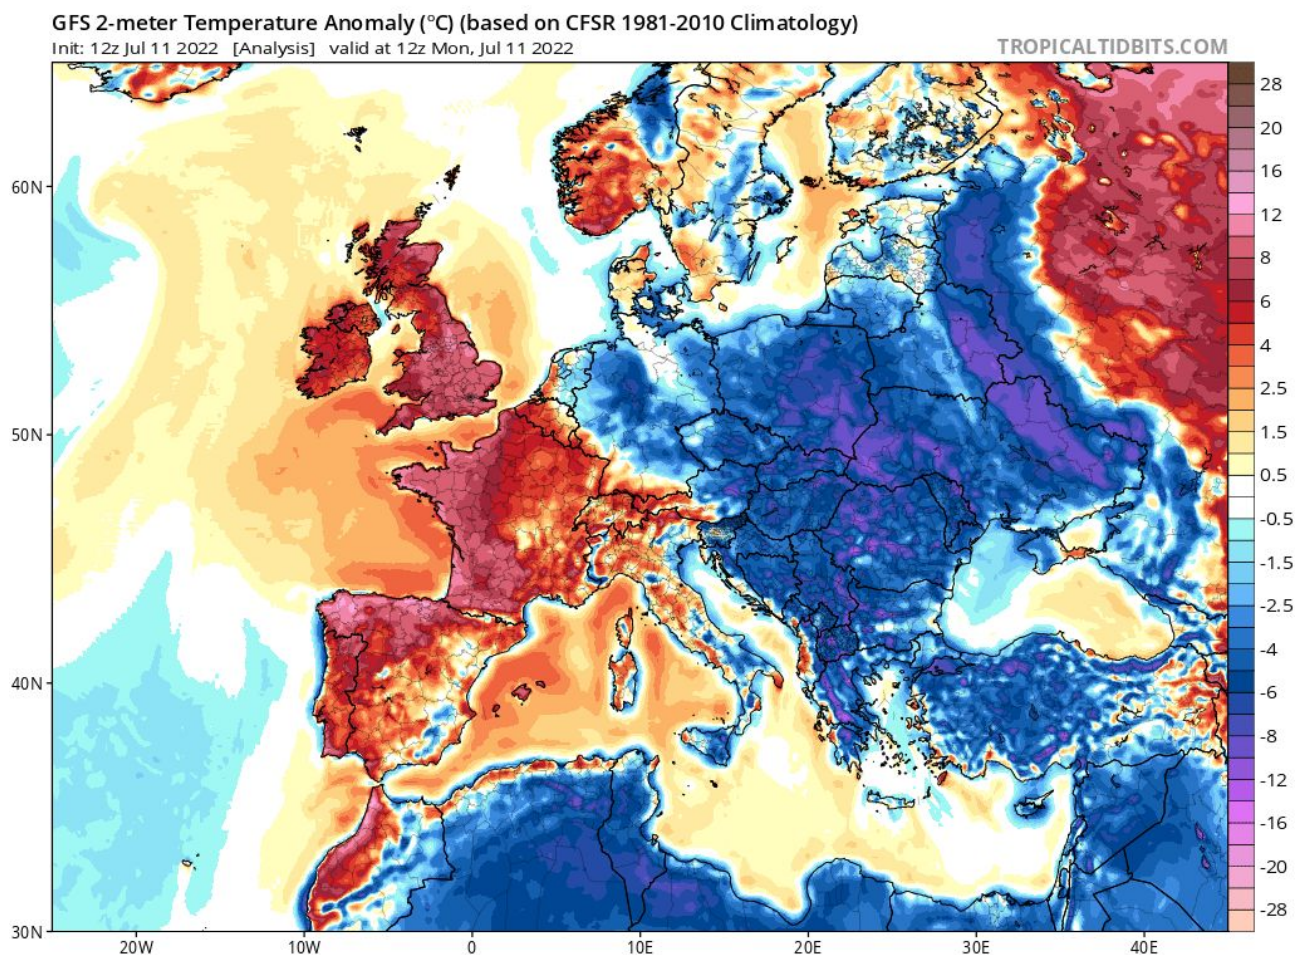 GFS 2-meter Temperature Anomaly (°C) (based on CFSR 1981-2010 Climatology)
Init: 12z Jul 11 2022 [Analysis] valid at 12z Mon, Jul 11 2022
TROPICALTIDBITS.COM
60N
50N
40N
30N
20W
10W
0
10E
20E
30E
40E
28
20
16
12
8
6
4
2.5
1.5
0.5
-0.5
-1.5
-2.5
-4
-6
-8
-12
-16
-20
-28